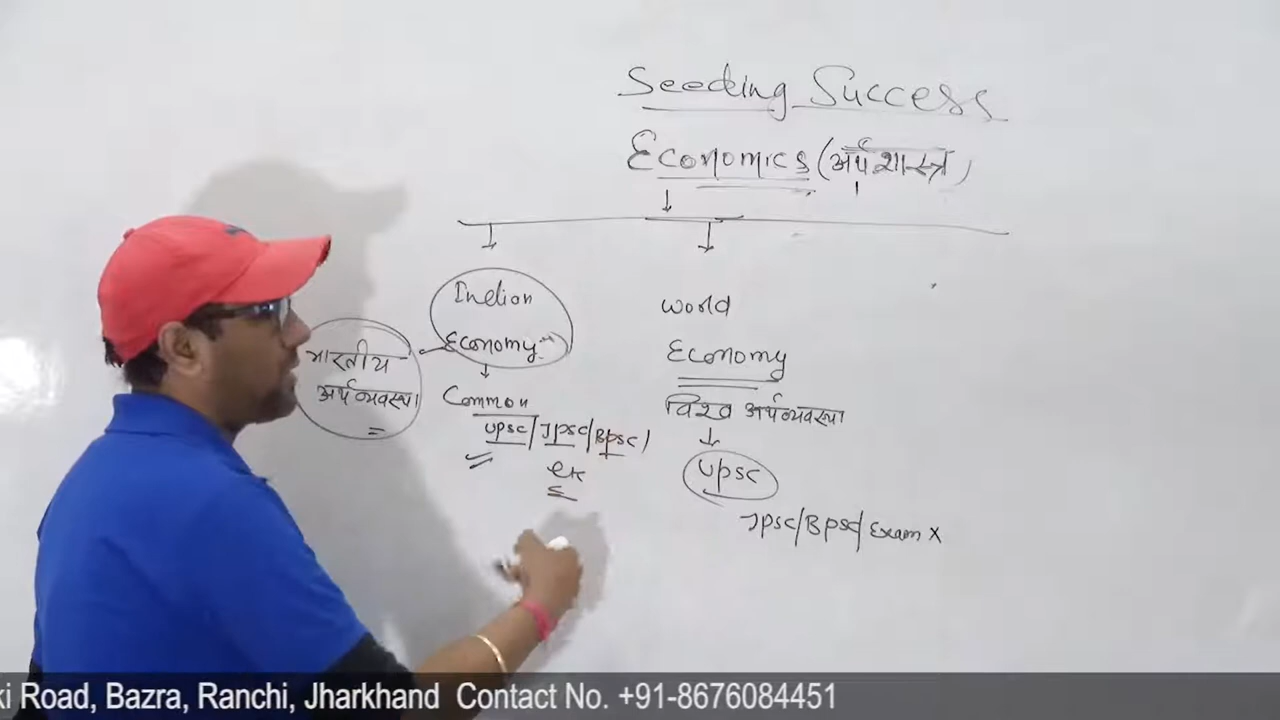 Seeding Success
Economics (अर्थशास्त्र)
Indian
Economy
भारतीय
अर्थव्यवस्था
Common
UPSC/JPSC/BPSC/
etc
World
Economy
विश्व अर्थव्यवस्था
UPSC
JPSC/BPSC/Exam x
ki Road, Bazra, Ranchi, Jharkhand Contact No. +91-8676084451